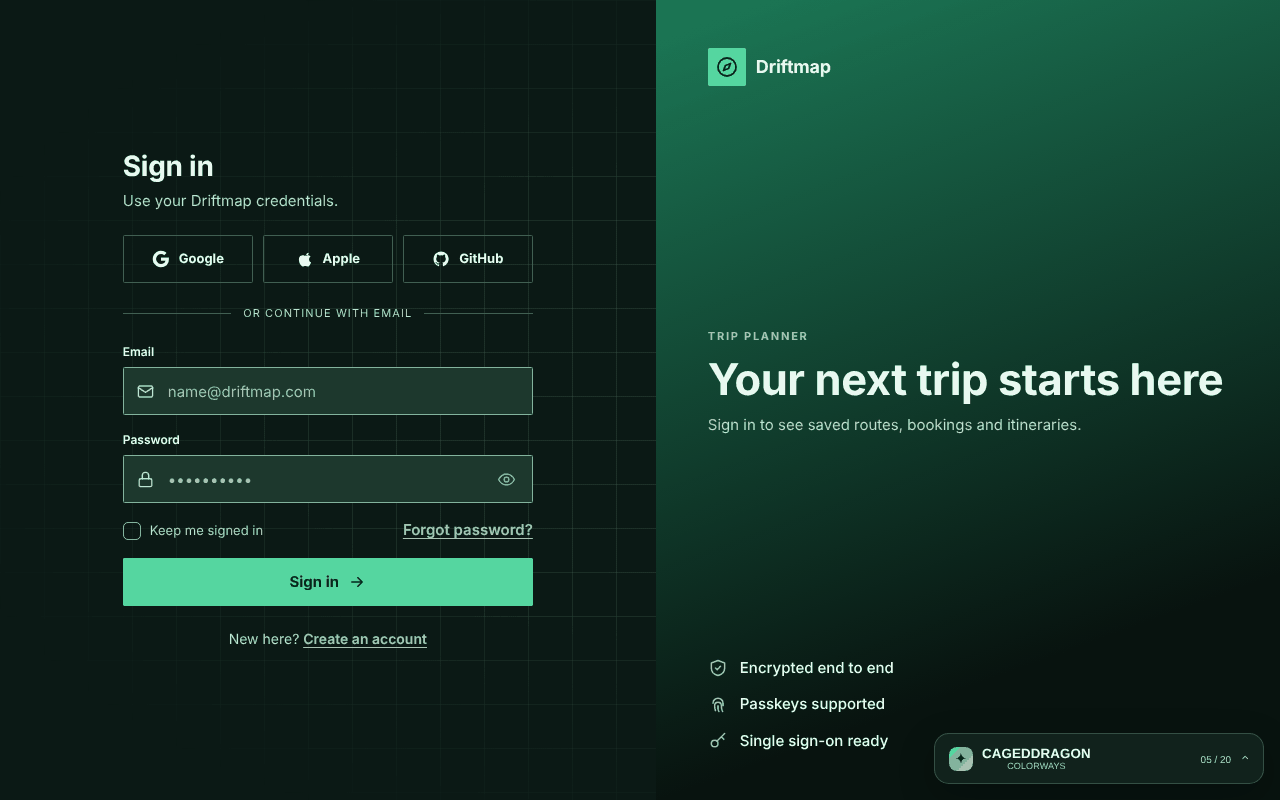 Sign in
Use your Driftmap credentials.
Google
Apple
GitHub
OR CONTINUE WITH EMAIL
Email
name@driftmap.com
Password
••••••••••
Keep me signed in
Forgot password?
Sign in
New here? Create an account
Driftmap
TRIP PLANNER
Your next trip starts here
Sign in to see saved routes, bookings and itineraries.
Encrypted end to end
Passkeys supported
Single sign-on ready
CAGEDDRAGON
COLORWAYS
05 / 20